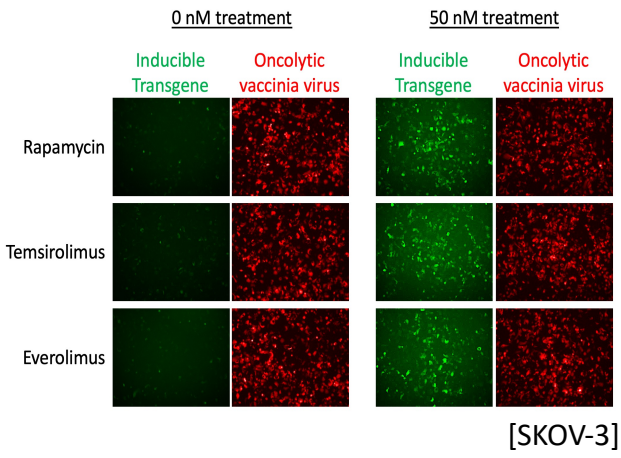 0 nM treatment
50 nM treatment
Inducible Transgene
Oncolytic vaccinia virus
Inducible Transgene
Oncolytic vaccinia virus
Rapamycin
Temsirolimus
Everolimus
[SKOV-3]